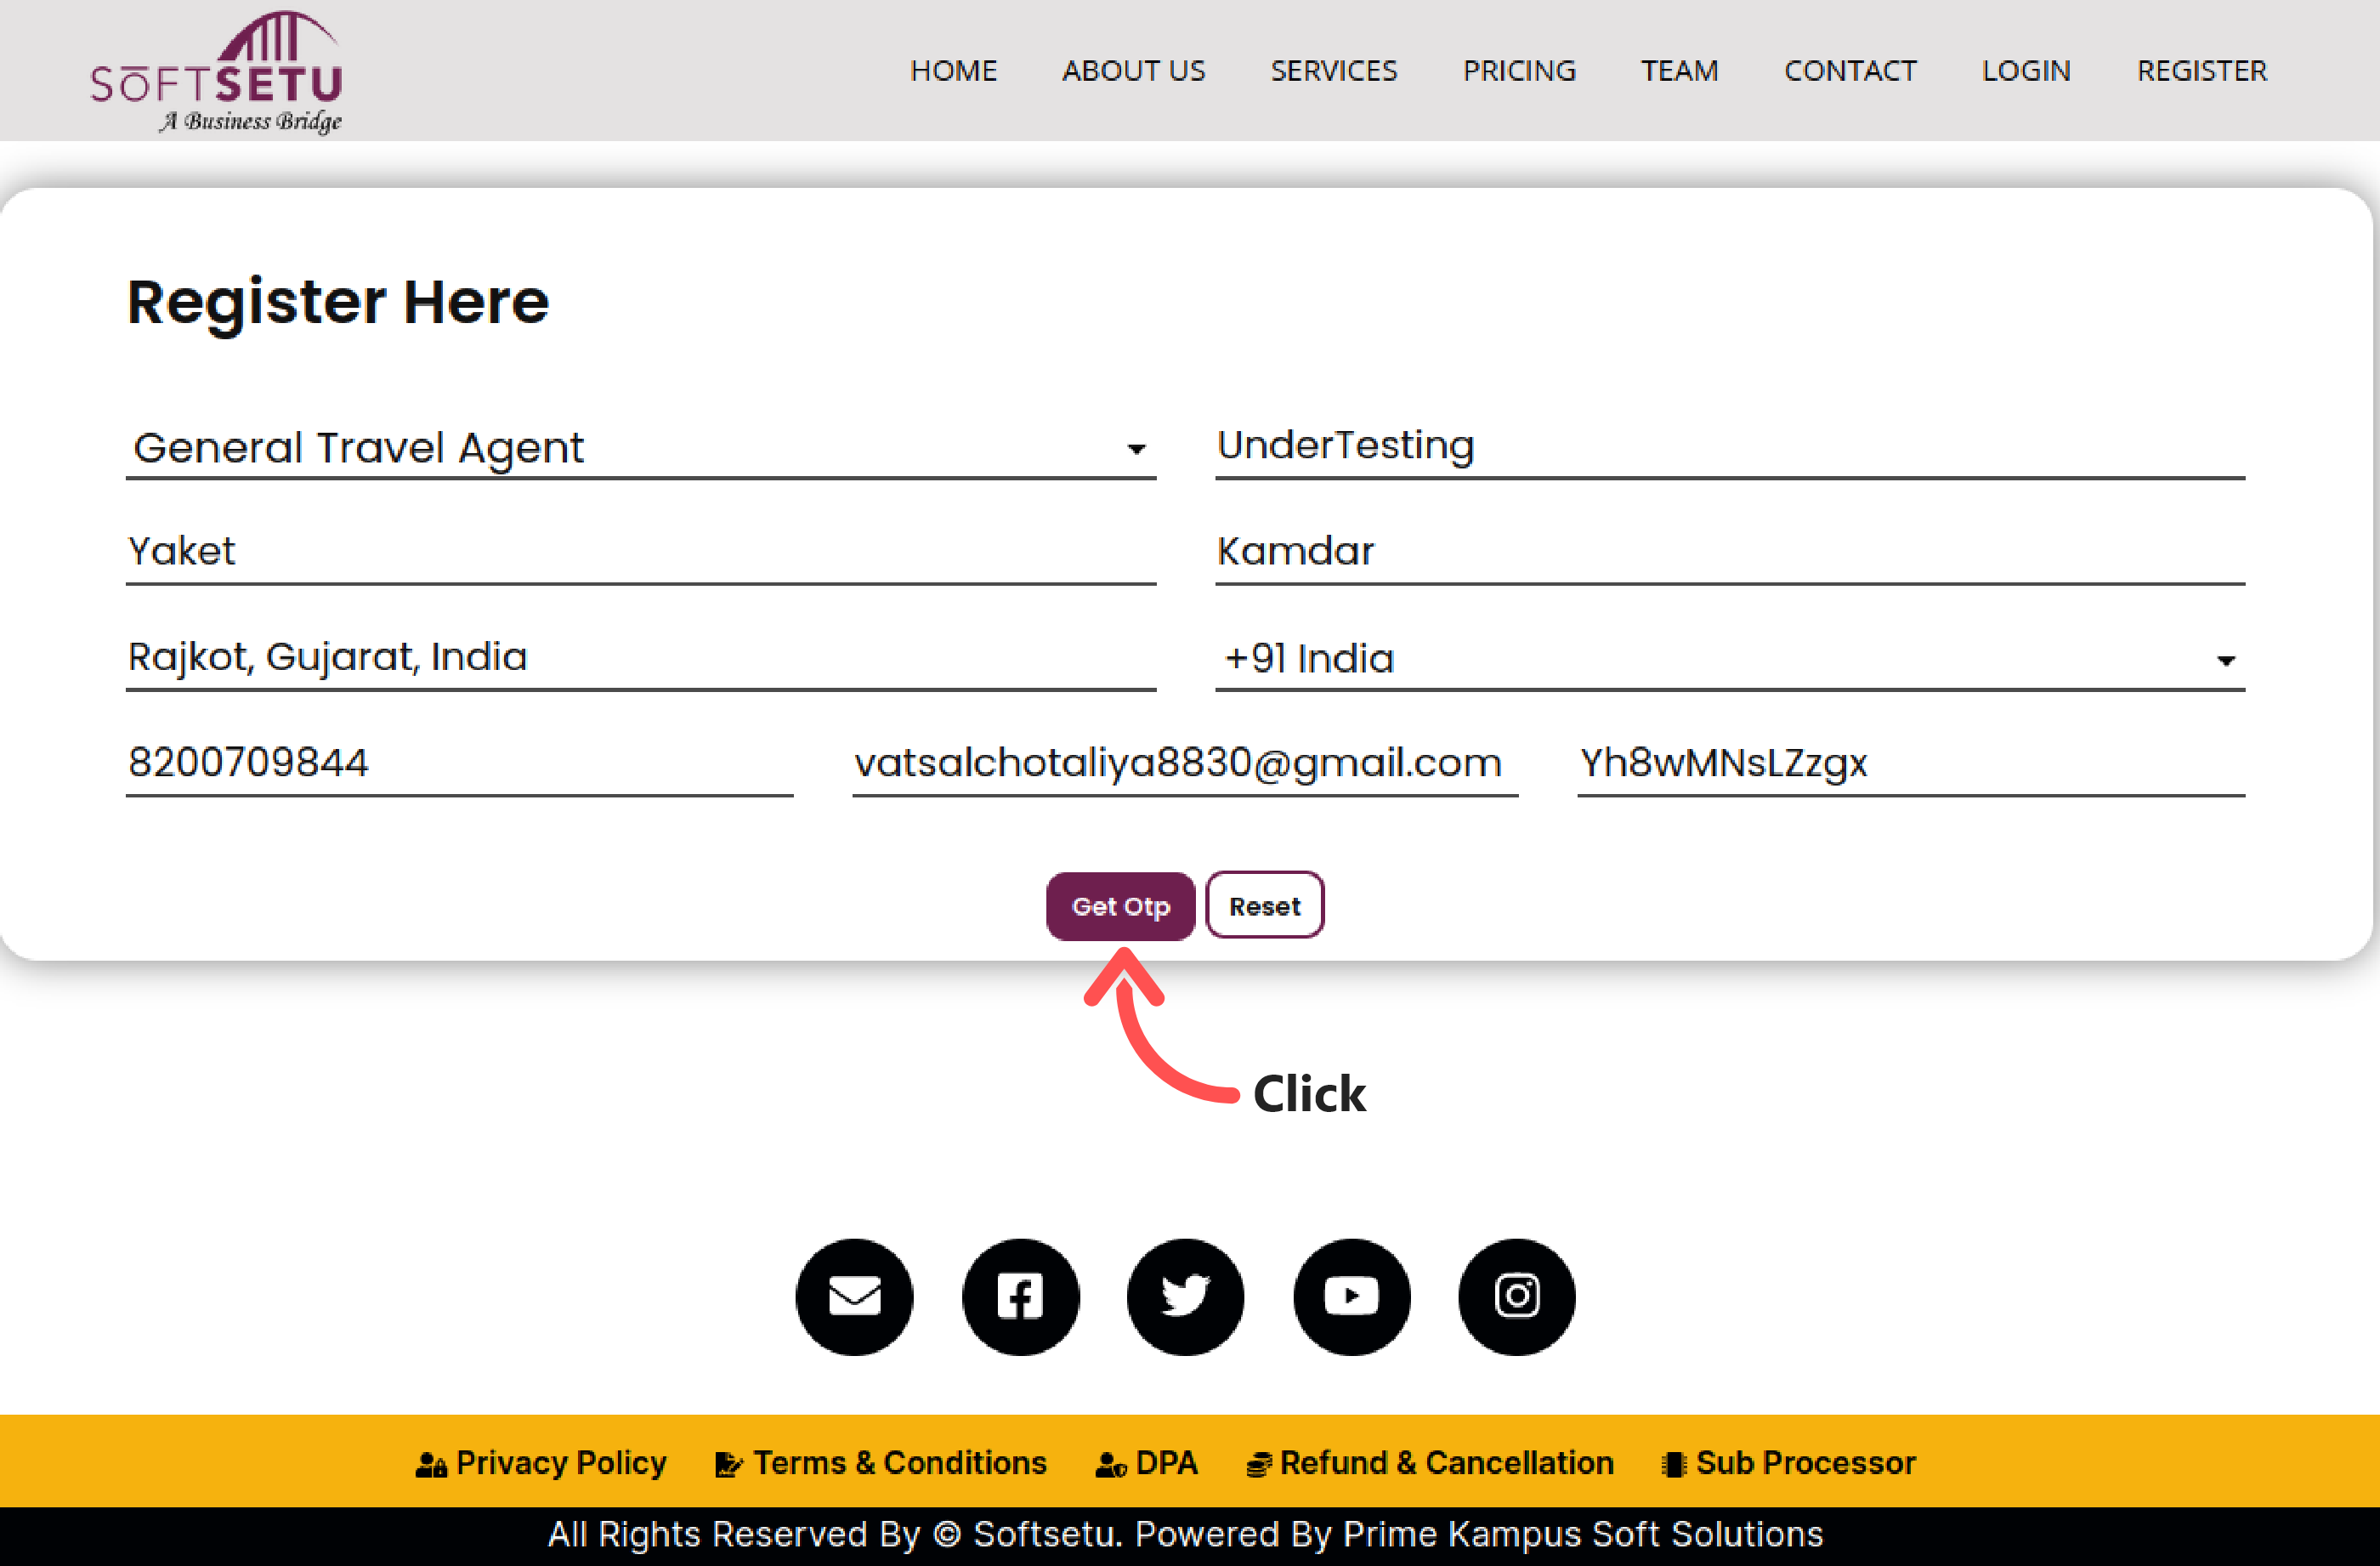 SŌFTSETU
A Business Bridge
HOME ABOUT US SERVICES PRICING TEAM CONTACT LOGIN REGISTER
Register Here
General Travel Agent UnderTesting
Yaket Kamdar
Rajkot, Gujarat, India +91 India
8200709844 vatsalchotaliya8830@gmail.com Yh8wMNsLZzgx
Get Otp Reset
Click
Privacy Policy Terms & Conditions DPA Refund & Cancellation Sub Processor
All Rights Reserved By © Softsetu. Powered By Prime Kampus Soft Solutions